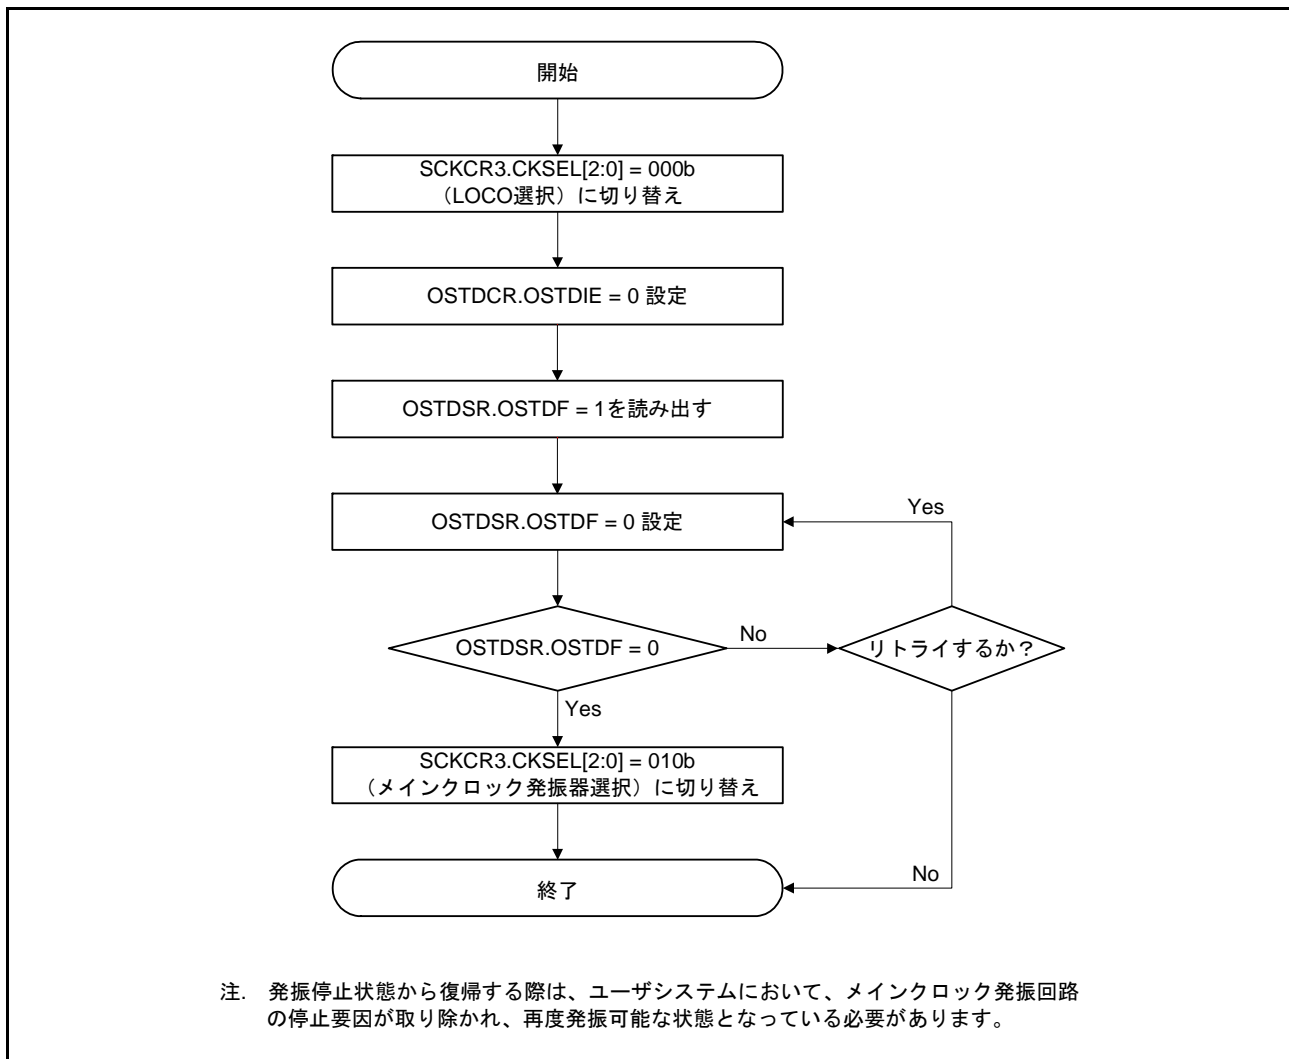 開始
SCKCR3.CKSEL[2:0] = 000b
（LOCO選択）に切り替え
OSTDCR.OSTDIE = 0 設定
OSTDSR.OSTDF = 1を読み出す
OSTDSR.OSTDF = 0 設定
Yes
OSTDSR.OSTDF = 0
No
リトライするか？
Yes
SCKCR3.CKSEL[2:0] = 010b
（メインクロック発振器選択）に切り替え
No
終了
注. 発振停止状態から復帰する際は、ユーザシステムにおいて、メインクロック発振回路
の停止要因が取り除かれ、再度発振可能な状態となっている必要があります。